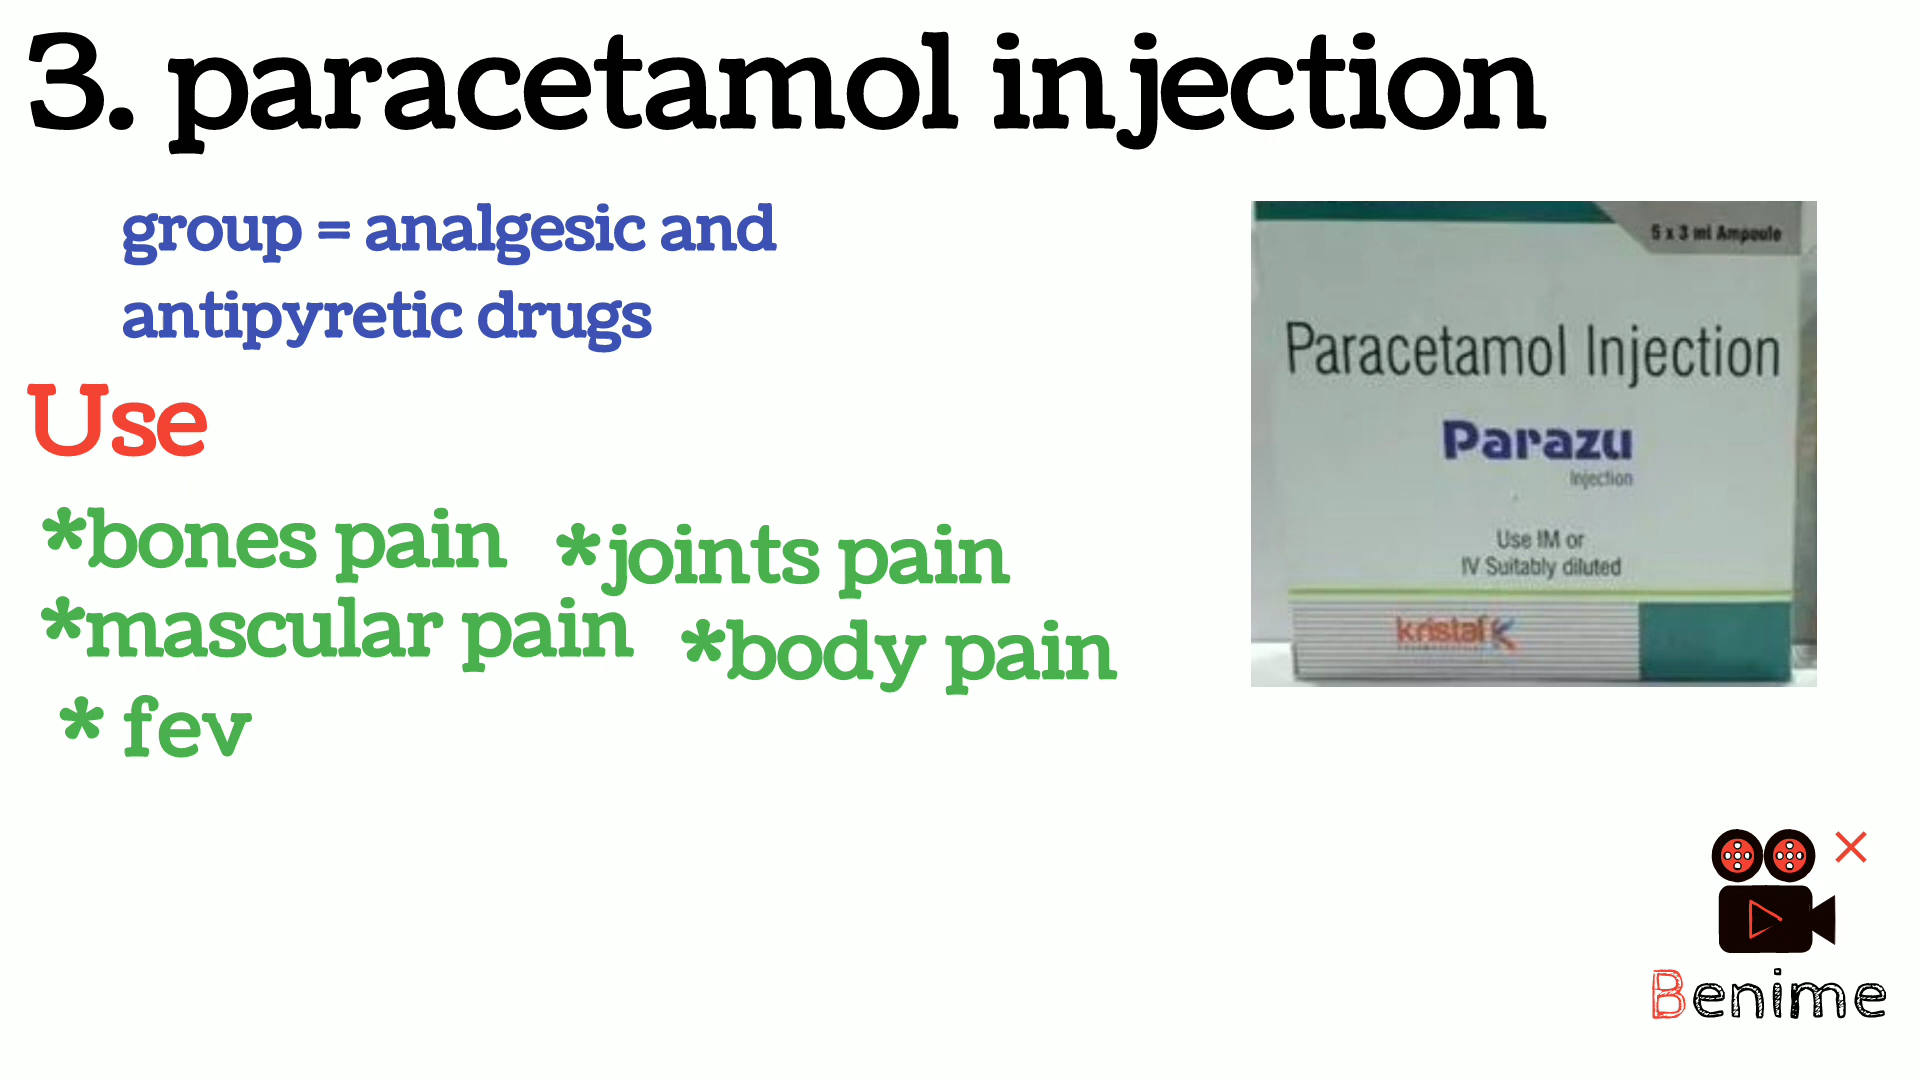 3. paracetamol injection
group = analgesic and
antipyretic drugs
Use
*bones pain *joints pain
*mascular pain *body pain
* fev
5 x 3 ml Ampoule
Paracetamol Injection
Parazu
Injection
Use IM or
IV Suitably diluted
kristal
Benime